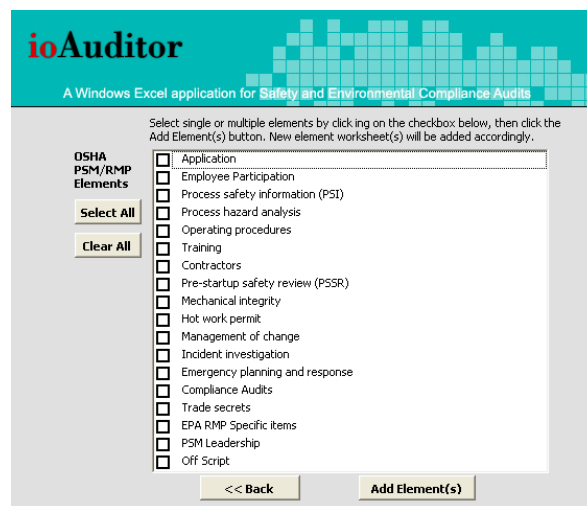 ioAuditor
A Windows Excel application for Safety and Environmental Compliance Audits
Select single or multiple elements by click ing on the checkbox below, then click the
Add Element(s) button. New element worksheet(s) will be added accordingly.
OSHA
PSM/RMP
Elements
Select All
Clear All
Application
Employee Participation
Process safety information (PSI)
Process hazard analysis
Operating procedures
Training
Contractors
Pre-startup safety review (PSSR)
Mechanical integrity
Hot work permit
Management of change
Incident investigation
Emergency planning and response
Compliance Audits
Trade secrets
EPA RMP Specific items
PSM Leadership
Off Script
<< Back
Add Element(s)